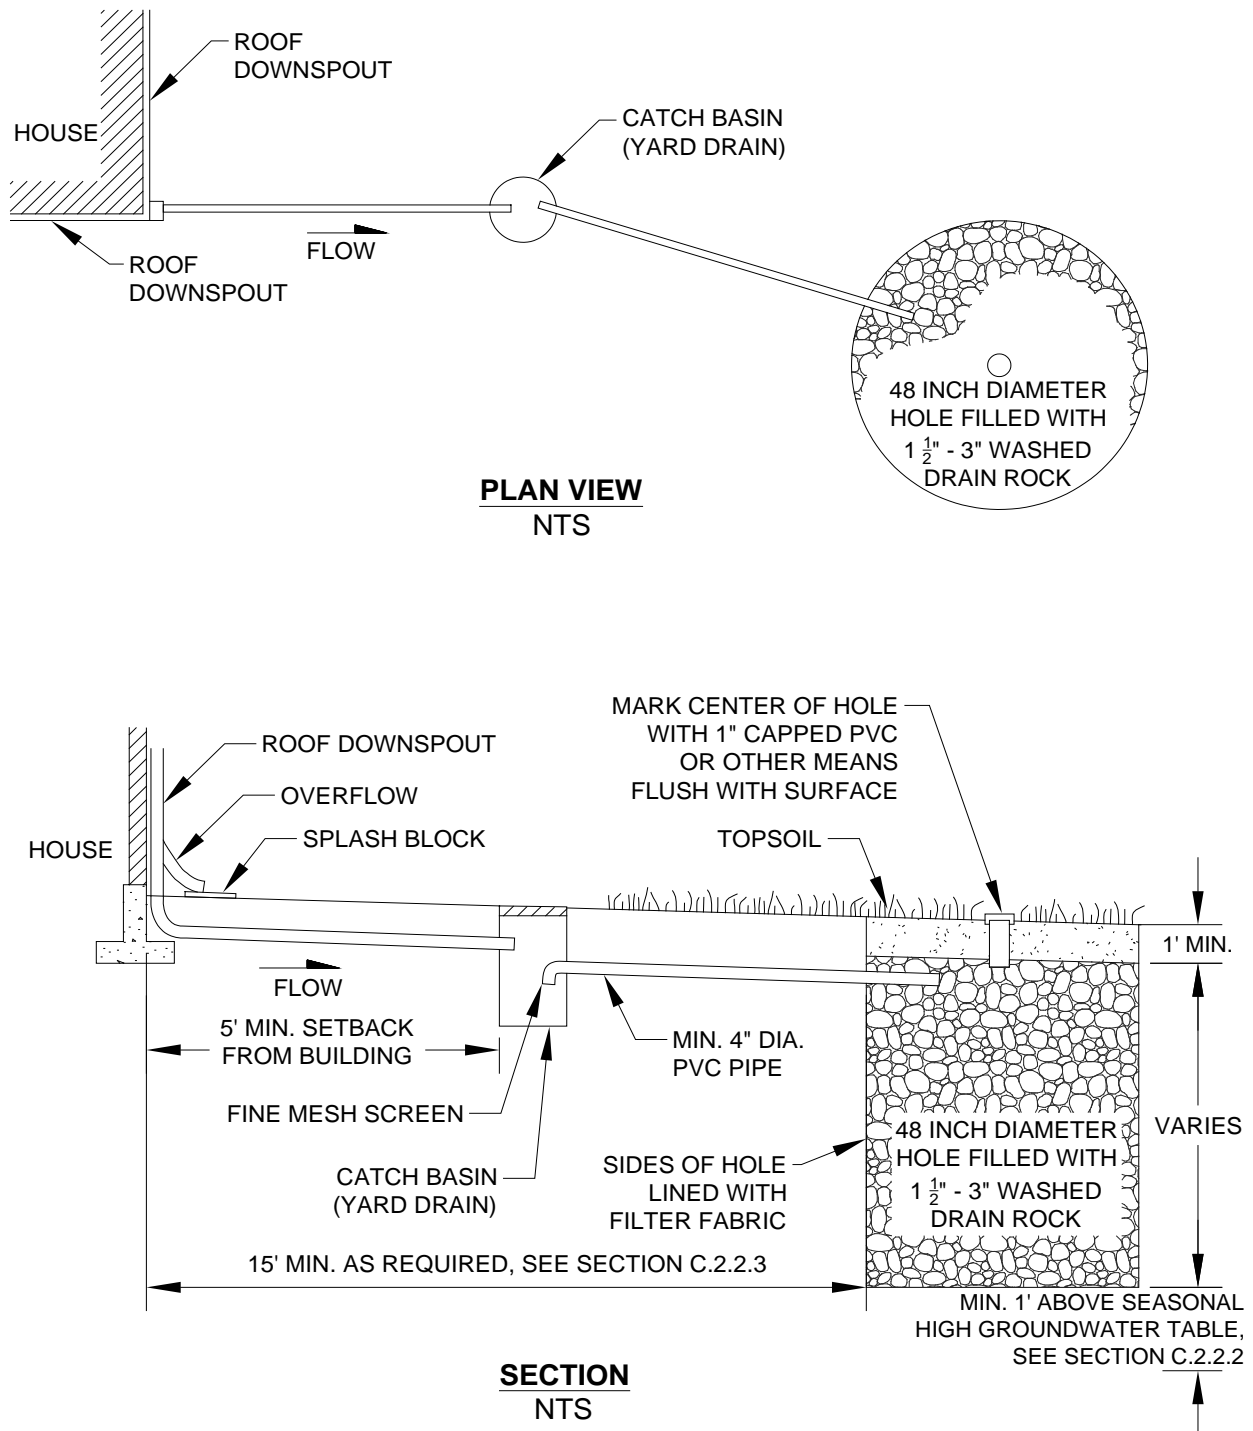 ROOF
DOWNSPOUT
HOUSE
CATCH BASIN
(YARD DRAIN)
FLOW
ROOF
DOWNSPOUT
48 INCH DIAMETER
HOLE FILLED WITH
1 1/2" - 3" WASHED
DRAIN ROCK
PLAN VIEW
NTS
MARK CENTER OF HOLE
WITH 1" CAPPED PVC
OR OTHER MEANS
FLUSH WITH SURFACE
ROOF DOWNSPOUT
OVERFLOW
SPLASH BLOCK
TOPSOIL
HOUSE
1' MIN.
FLOW
5' MIN. SETBACK
FROM BUILDING
MIN. 4" DIA.
PVC PIPE
FINE MESH SCREEN
VARIES
48 INCH DIAMETER
HOLE FILLED WITH
1 1/2" - 3" WASHED
DRAIN ROCK
CATCH BASIN
(YARD DRAIN)
SIDES OF HOLE
LINED WITH
FILTER FABRIC
15' MIN. AS REQUIRED, SEE SECTION C.2.2.3
MIN. 1' ABOVE SEASONAL
HIGH GROUNDWATER TABLE,
SEE SECTION C.2.2.2
SECTION
NTS